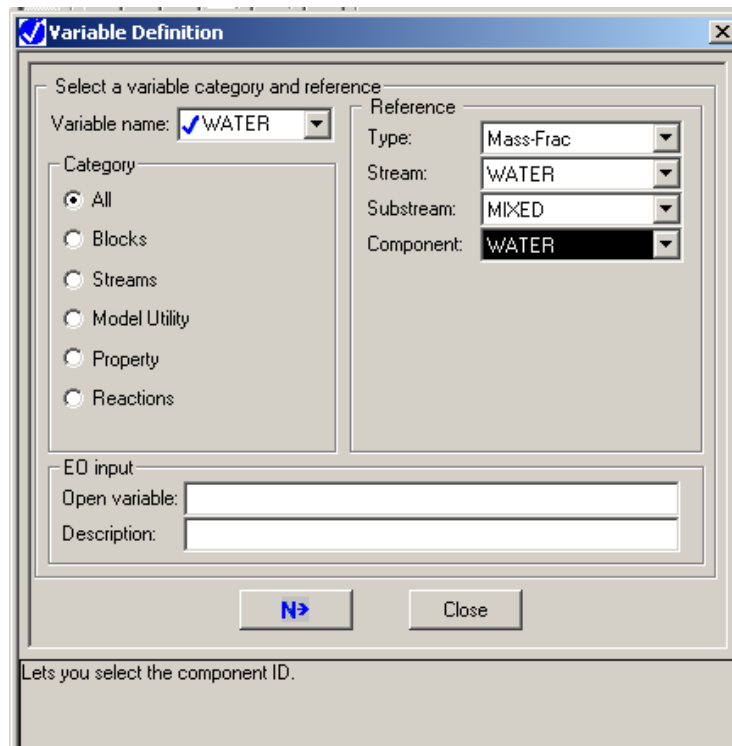 Variable Definition
Select a variable category and reference
Variable name: WATER
Category
All
Blocks
Streams
Model Utility
Property
Reactions
Reference
Type: Mass-Frac
Stream: WATER
Substream: MIXED
Component: WATER
EO input
Open variable:
Description:
N
Close
Lets you select the component ID.